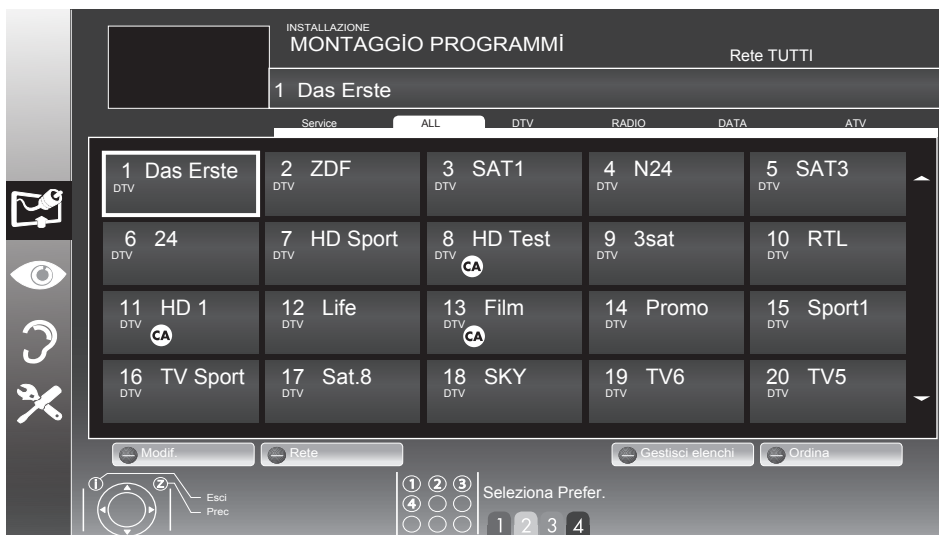 INSTALLAZIONE
MONTAGGİO PROGRAMMİ
Rete TUTTI
1 Das Erste
Service ALL DTV RADIO DATA ATV
1 Das Erste 2 ZDF 3 SAT1 4 N24 5 SAT3
DTV DTV DTV DTV DTV
6 24 7 HD Sport 8 HD Test 9 3sat 10 RTL
DTV DTV DTV DTV DTV
CA
11 HD 1 12 Life 13 Film 14 Promo 15 Sport1
DTV DTV DTV DTV DTV
CA CA
16 TV Sport 17 Sat.8 18 SKY 19 TV6 20 TV5
DTV DTV DTV DTV DTV
Modif. Rete Gestisci elenchi Ordina
1 2 3
4
Esci
Prec
Seleziona Prefer.
1 2 3 4